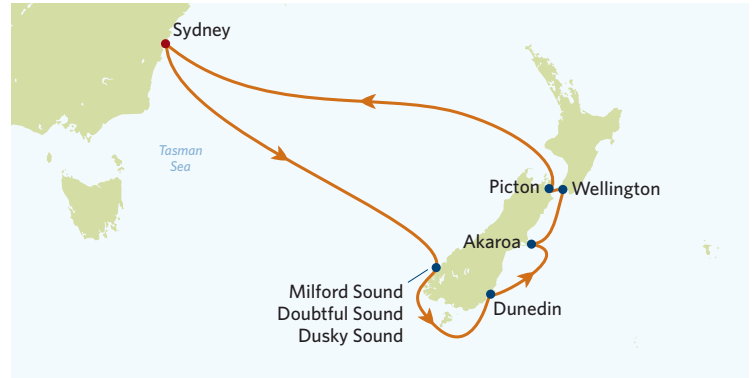 Sydney
Tasman
Sea
Picton
Wellington
Akaroa
Milford Sound
Doubtful Sound
Dusky Sound
Dunedin